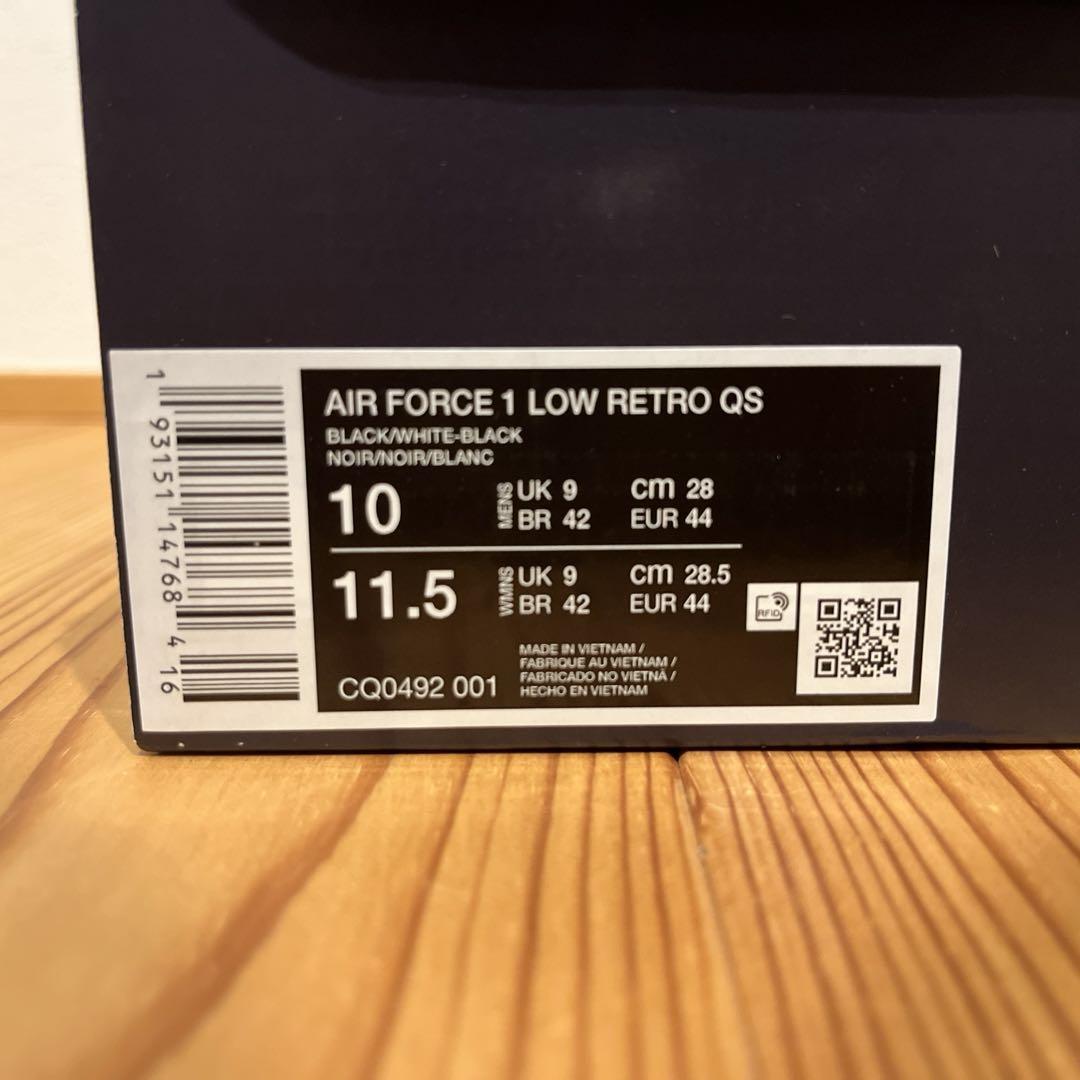 1 93151 14768 4 16
AIR FORCE 1 LOW RETRO QS
BLACK/WHITE-BLACK
NOIR/NOIR/BLANC
10 MENS UK 9 cm 28
BR 42 EUR 44
11.5 WMNS UK 9 cm 28.5
BR 42 EUR 44
RFID
MADE IN VIETNAM /
FABRIQUE AU VIETNAM /
FABRICADO NO VIETNÃ /
HECHO EN VIETNAM
CQ0492 001